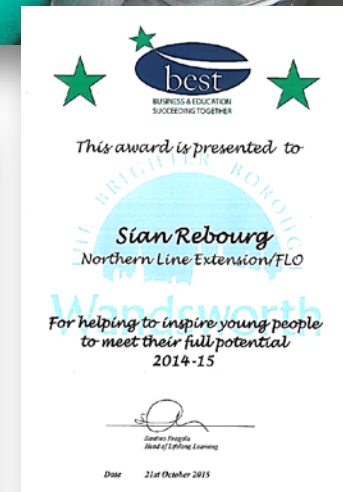 best
BUSINESS & EDUCATION
SUCCEEDING TOGETHER
This award is presented to
THE BRIGHTER BOROUGH
Sian Rebourg
Northern Line Extension/FLO
Wandsworth
For helping to inspire young people
to meet their full potential
2014-15
Santino Fragola
Head of Lifelong Learning
Date 21st October 2015